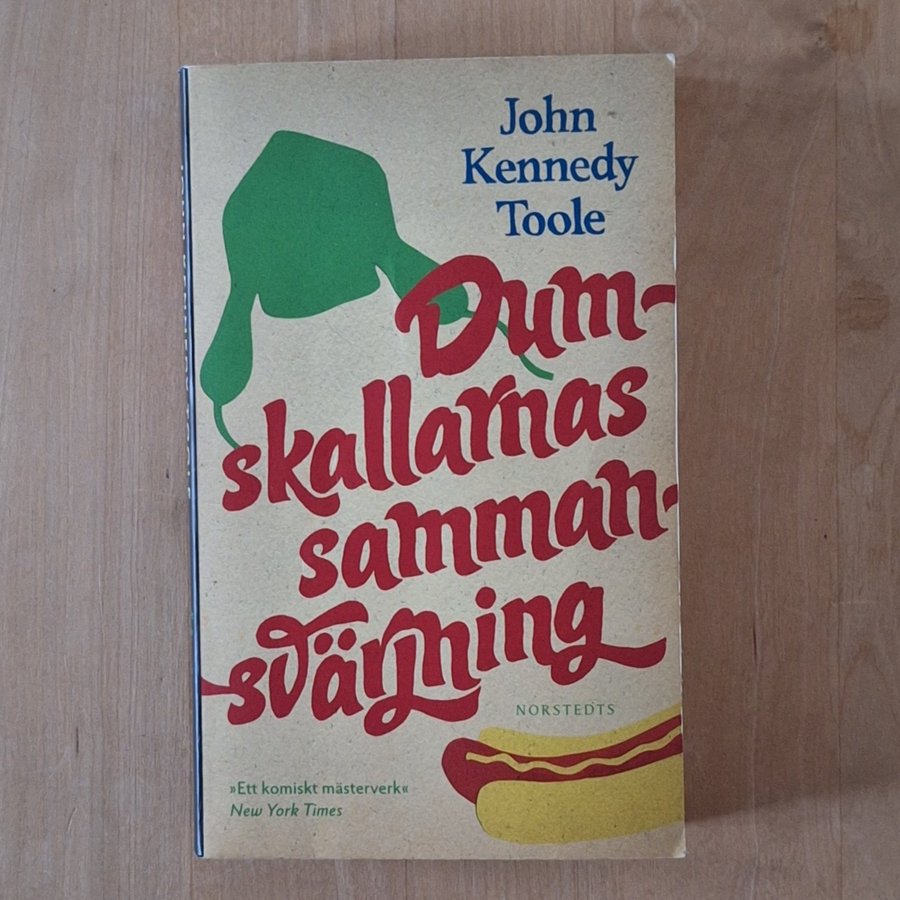 John
Kennedy
Toole
Dum-
skallarnas
samman-
svärjning
NORSTEDTS
»Ett komiskt mästerverk«
New York Times